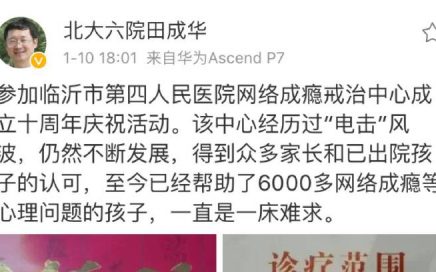 北大六院田成华
1-10 18:01 来自华为Ascend P7
参加临沂市第四人民医院网络成瘾戒治中心成
立十周年庆祝活动。该中心经历过“电击”风
波，仍然不断发展，得到众多家长和已出院孩
子的认可，至今已经帮助了6000多网络成瘾等
心理问题的孩子，一直是一床难求。
诊疗范围